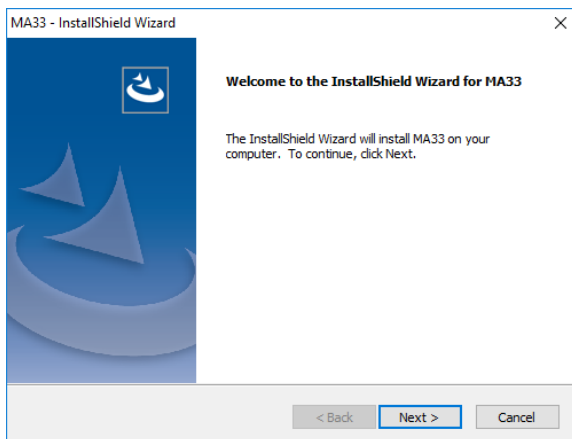 MA33 - InstallShield Wizard
Welcome to the InstallShield Wizard for MA33
The InstallShield Wizard will install MA33 on your
computer. To continue, click Next.
< Back Next > Cancel